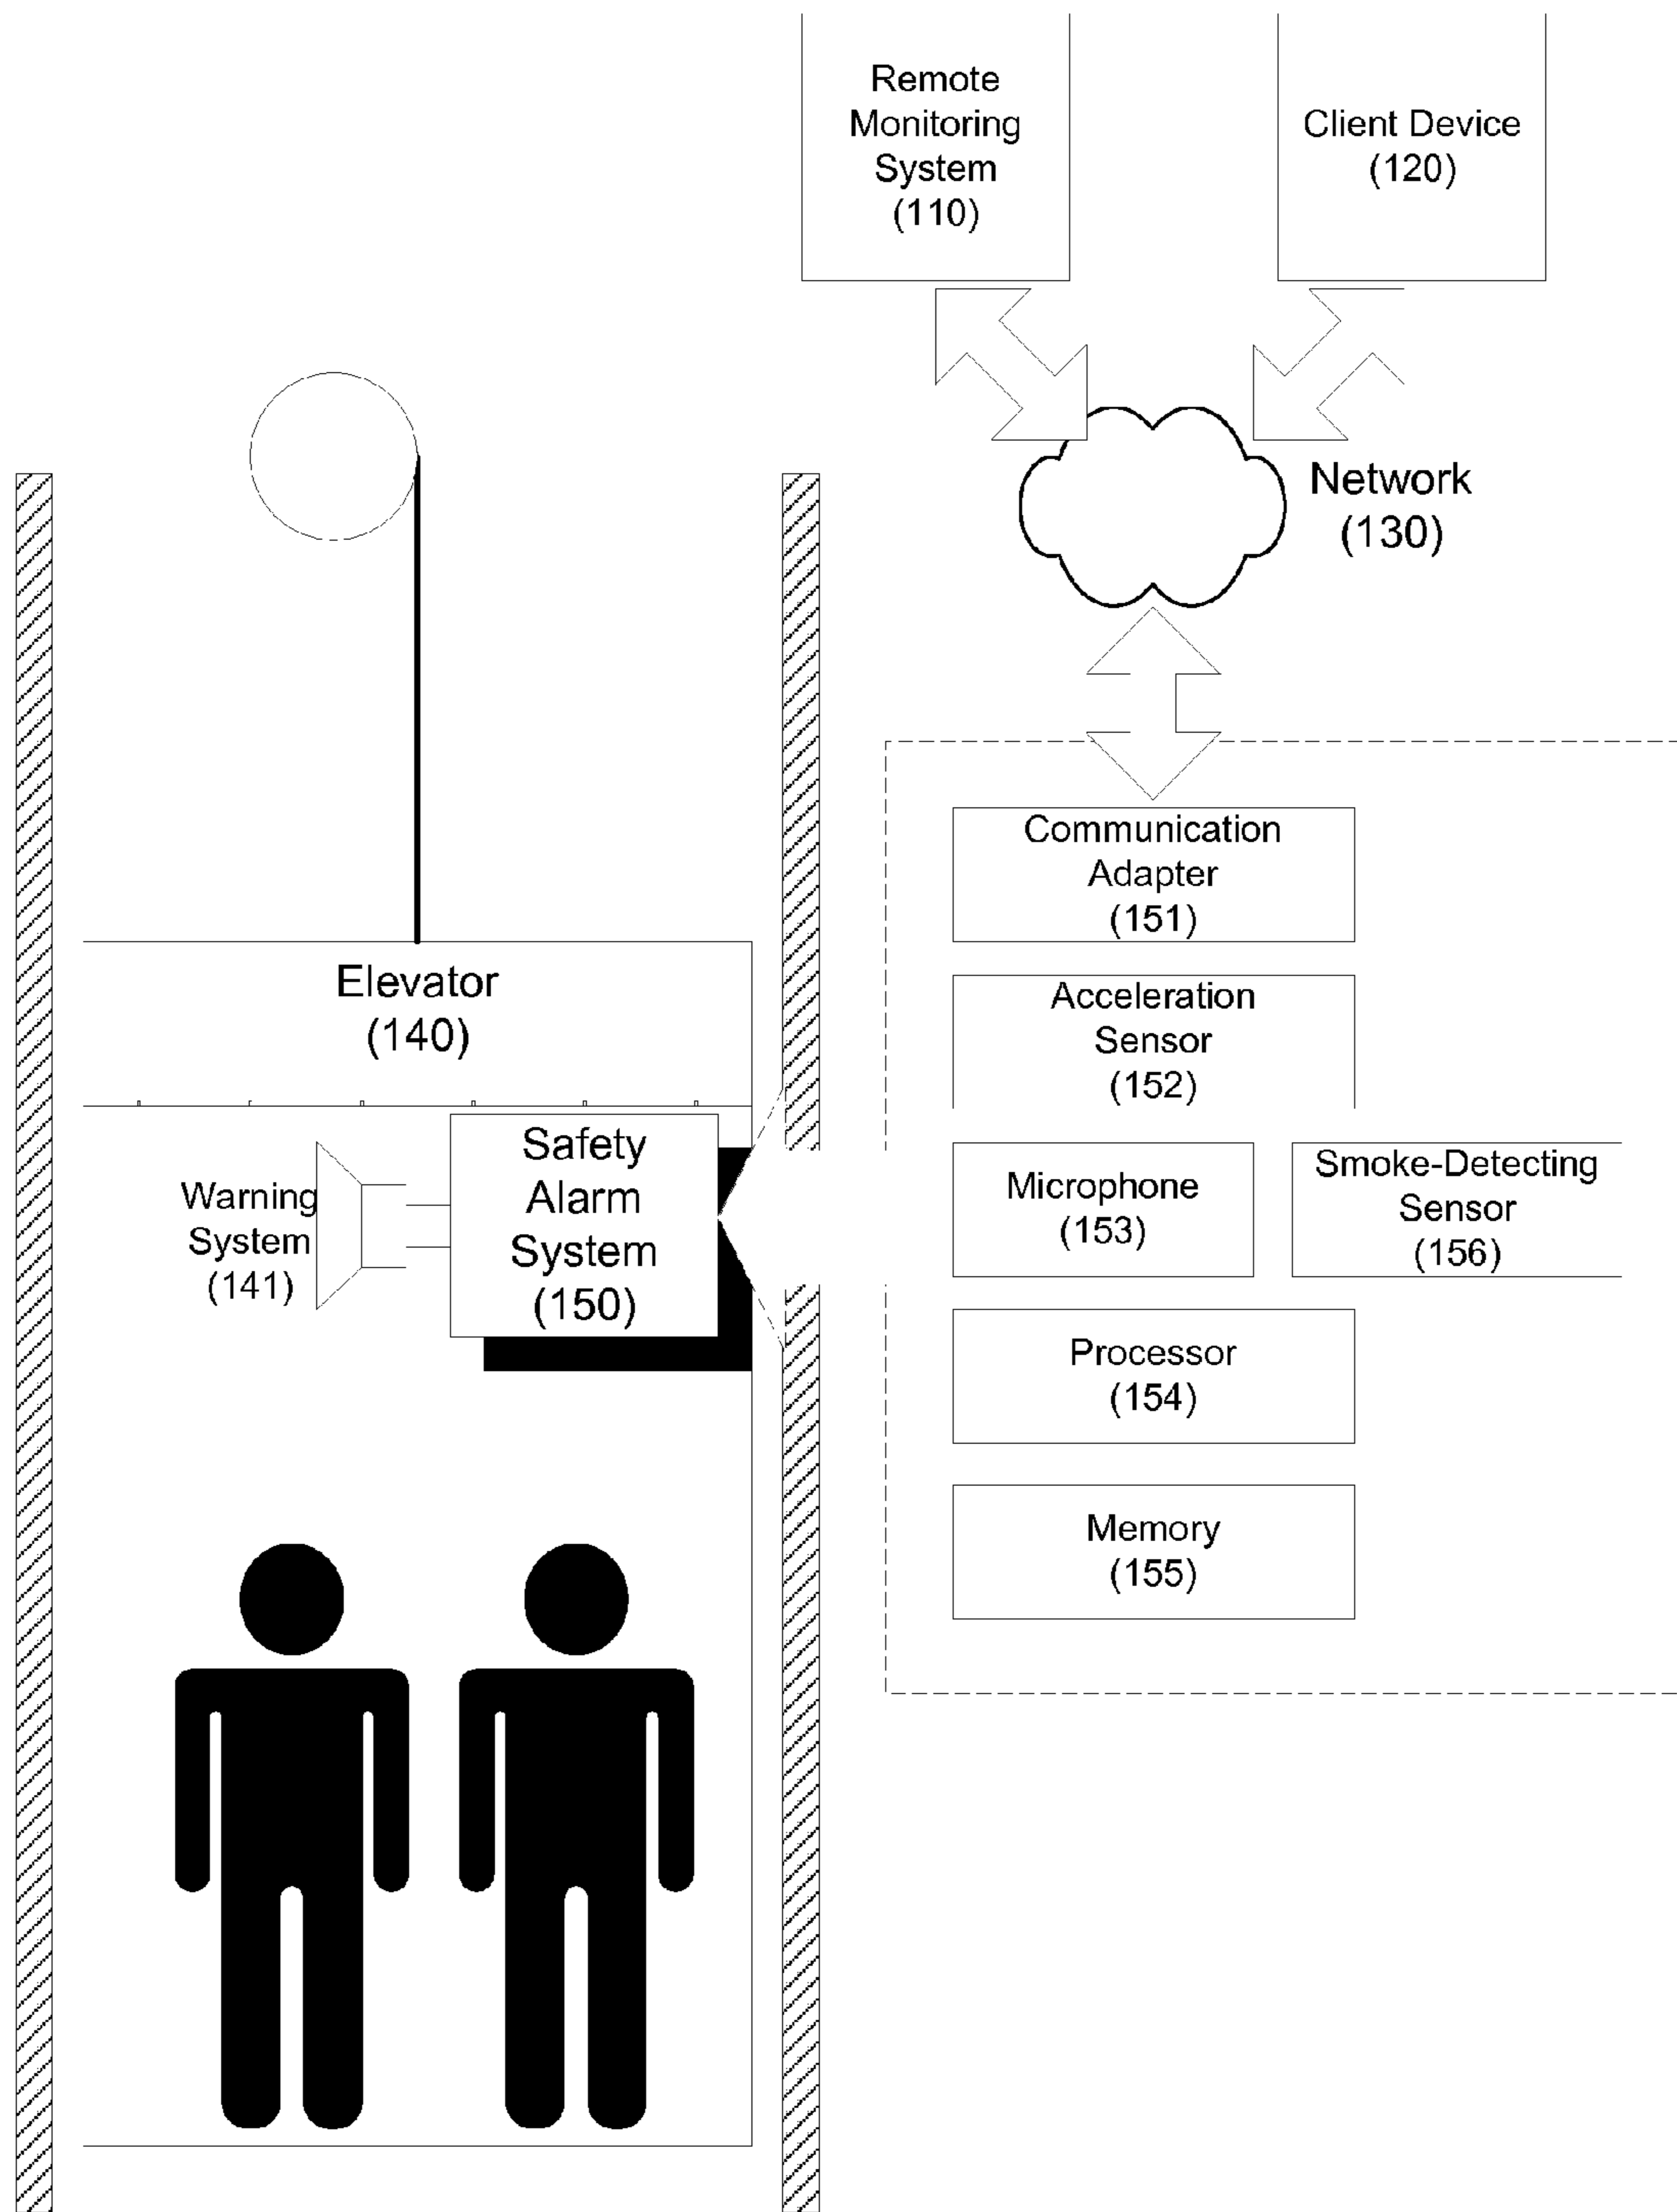 Remote
Monitoring
System
(110)
Client Device
(120)
Network
(130)
Communication
Adapter
(151)
Elevator
(140)
Acceleration
Sensor
(152)
Safety
Alarm
System
(150)
Warning
System
(141)
Microphone
(153)
Smoke-Detecting
Sensor
(156)
Processor
(154)
Memory
(155)